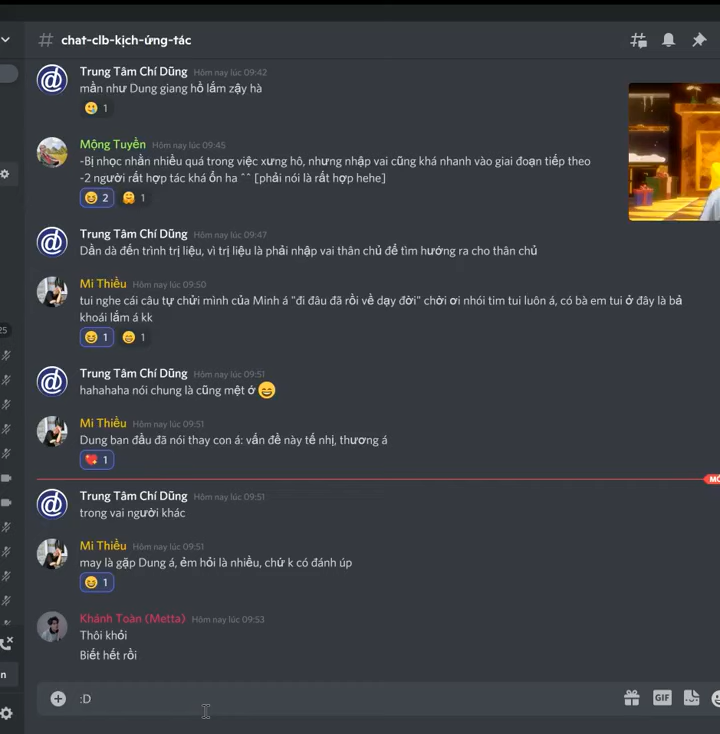 # chat-clb-kịch-ứng-tác
Trung Tâm Chí Dũng Hôm nay lúc 09:42
mần như Dung giang hồ lắm zậy hà
1
Mộng Tuyền Hôm nay lúc 09:45
-Bị nhọc nhằn nhiều quá trong việc xưng hô, nhưng nhập vai cũng khá nhanh vào giai đoạn tiếp theo
-2 người rất hợp tác khá ổn ha ^^ [phải nói là rất hợp hehe]
2 1
Trung Tâm Chí Dũng Hôm nay lúc 09:47
Dần dà đến trình trị liệu, vì trị liệu là phải nhập vai thân chủ để tìm hướng ra cho thân chủ
Mi Thiều Hôm nay lúc 09:50
tui nghe cái câu tự chửi mình của Minh á "đi đâu đã rồi về dạy đời" chời ơi nhói tim tui luôn á, có bà em tui ở đây là bả
khoái lắm á kk
1 1
Trung Tâm Chí Dũng Hôm nay lúc 09:51
hahahaha nói chung là cũng mệt ớ
Mi Thiều Hôm nay lúc 09:51
Dung ban đầu đã nói thay con á: vấn đề này tế nhị, thương á
1
Trung Tâm Chí Dũng Hôm nay lúc 09:51
trong vai người khác
Mi Thiều Hôm nay lúc 09:51
may là gặp Dung á, ẻm hỏi là nhiều, chứ k có đánh úp
1
Khánh Toàn (Metta) Hôm nay lúc 09:53
Thôi khỏi
Biết hết rồi
:D
GIF
25